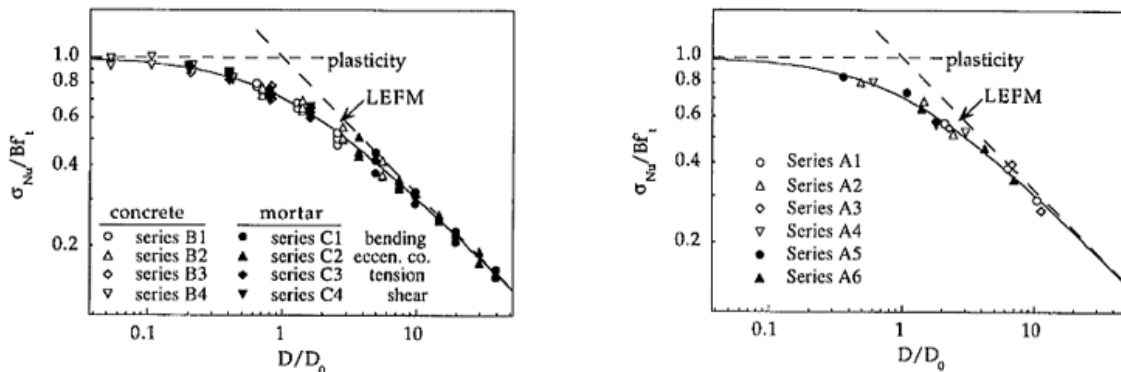 1.0
0.8
0.6
0.4
0.2
σNu/Bf't
plasticity
LEFM
concrete mortar
series B1 series C1 bending
series B2 series C2 eccen. co.
series B3 series C3 tension
series B4 series C4 shear
0.1 1 10
D/D0
1.0
0.8
0.6
0.4
0.2
σNu/Bf't
plasticity
LEFM
Series A1
Series A2
Series A3
Series A4
Series A5
Series A6
0.1 1 10
D/D0